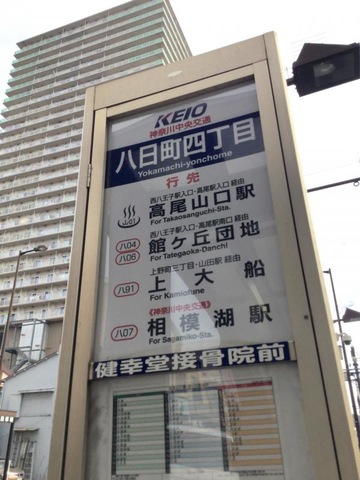 KEIO
神奈川中央交通
八日町四丁目
Yokamachi-yonchome
行先
西八王子駅入口・高尾駅入口 経由
高尾山口駅
For Takaosanguchi-Sta.
西八王子駅入口・高尾駅南口 経由
八04
八06
館ヶ丘団地
For Tategaoka-Danchi
上野町三丁目・山田駅 経由
八91
上大船
For Kamiofune
《神奈川中央交通》
八07
相模湖駅
For Sagamiko-Sta.
健幸堂接骨院前